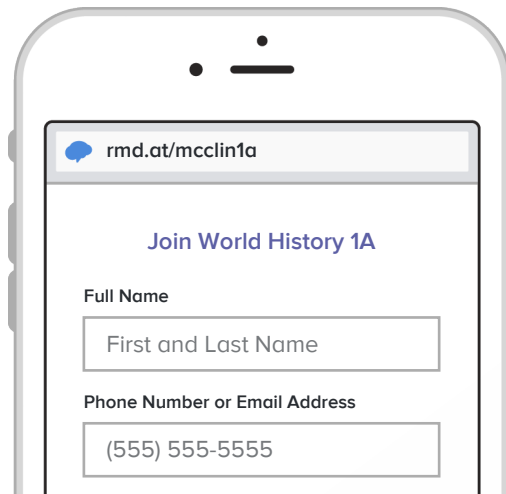 rmd.at/mcclin1a
Join World History 1A
Full Name
First and Last Name
Phone Number or Email Address
(555) 555-5555